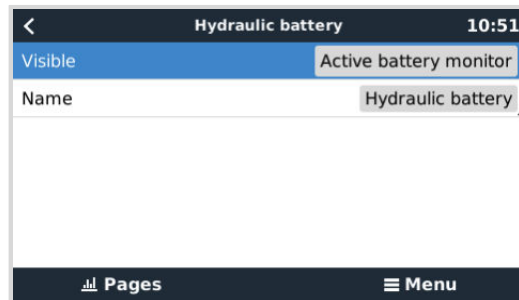 Hydraulic battery 10:51
Visible Active battery monitor
Name Hydraulic battery
Pages Menu